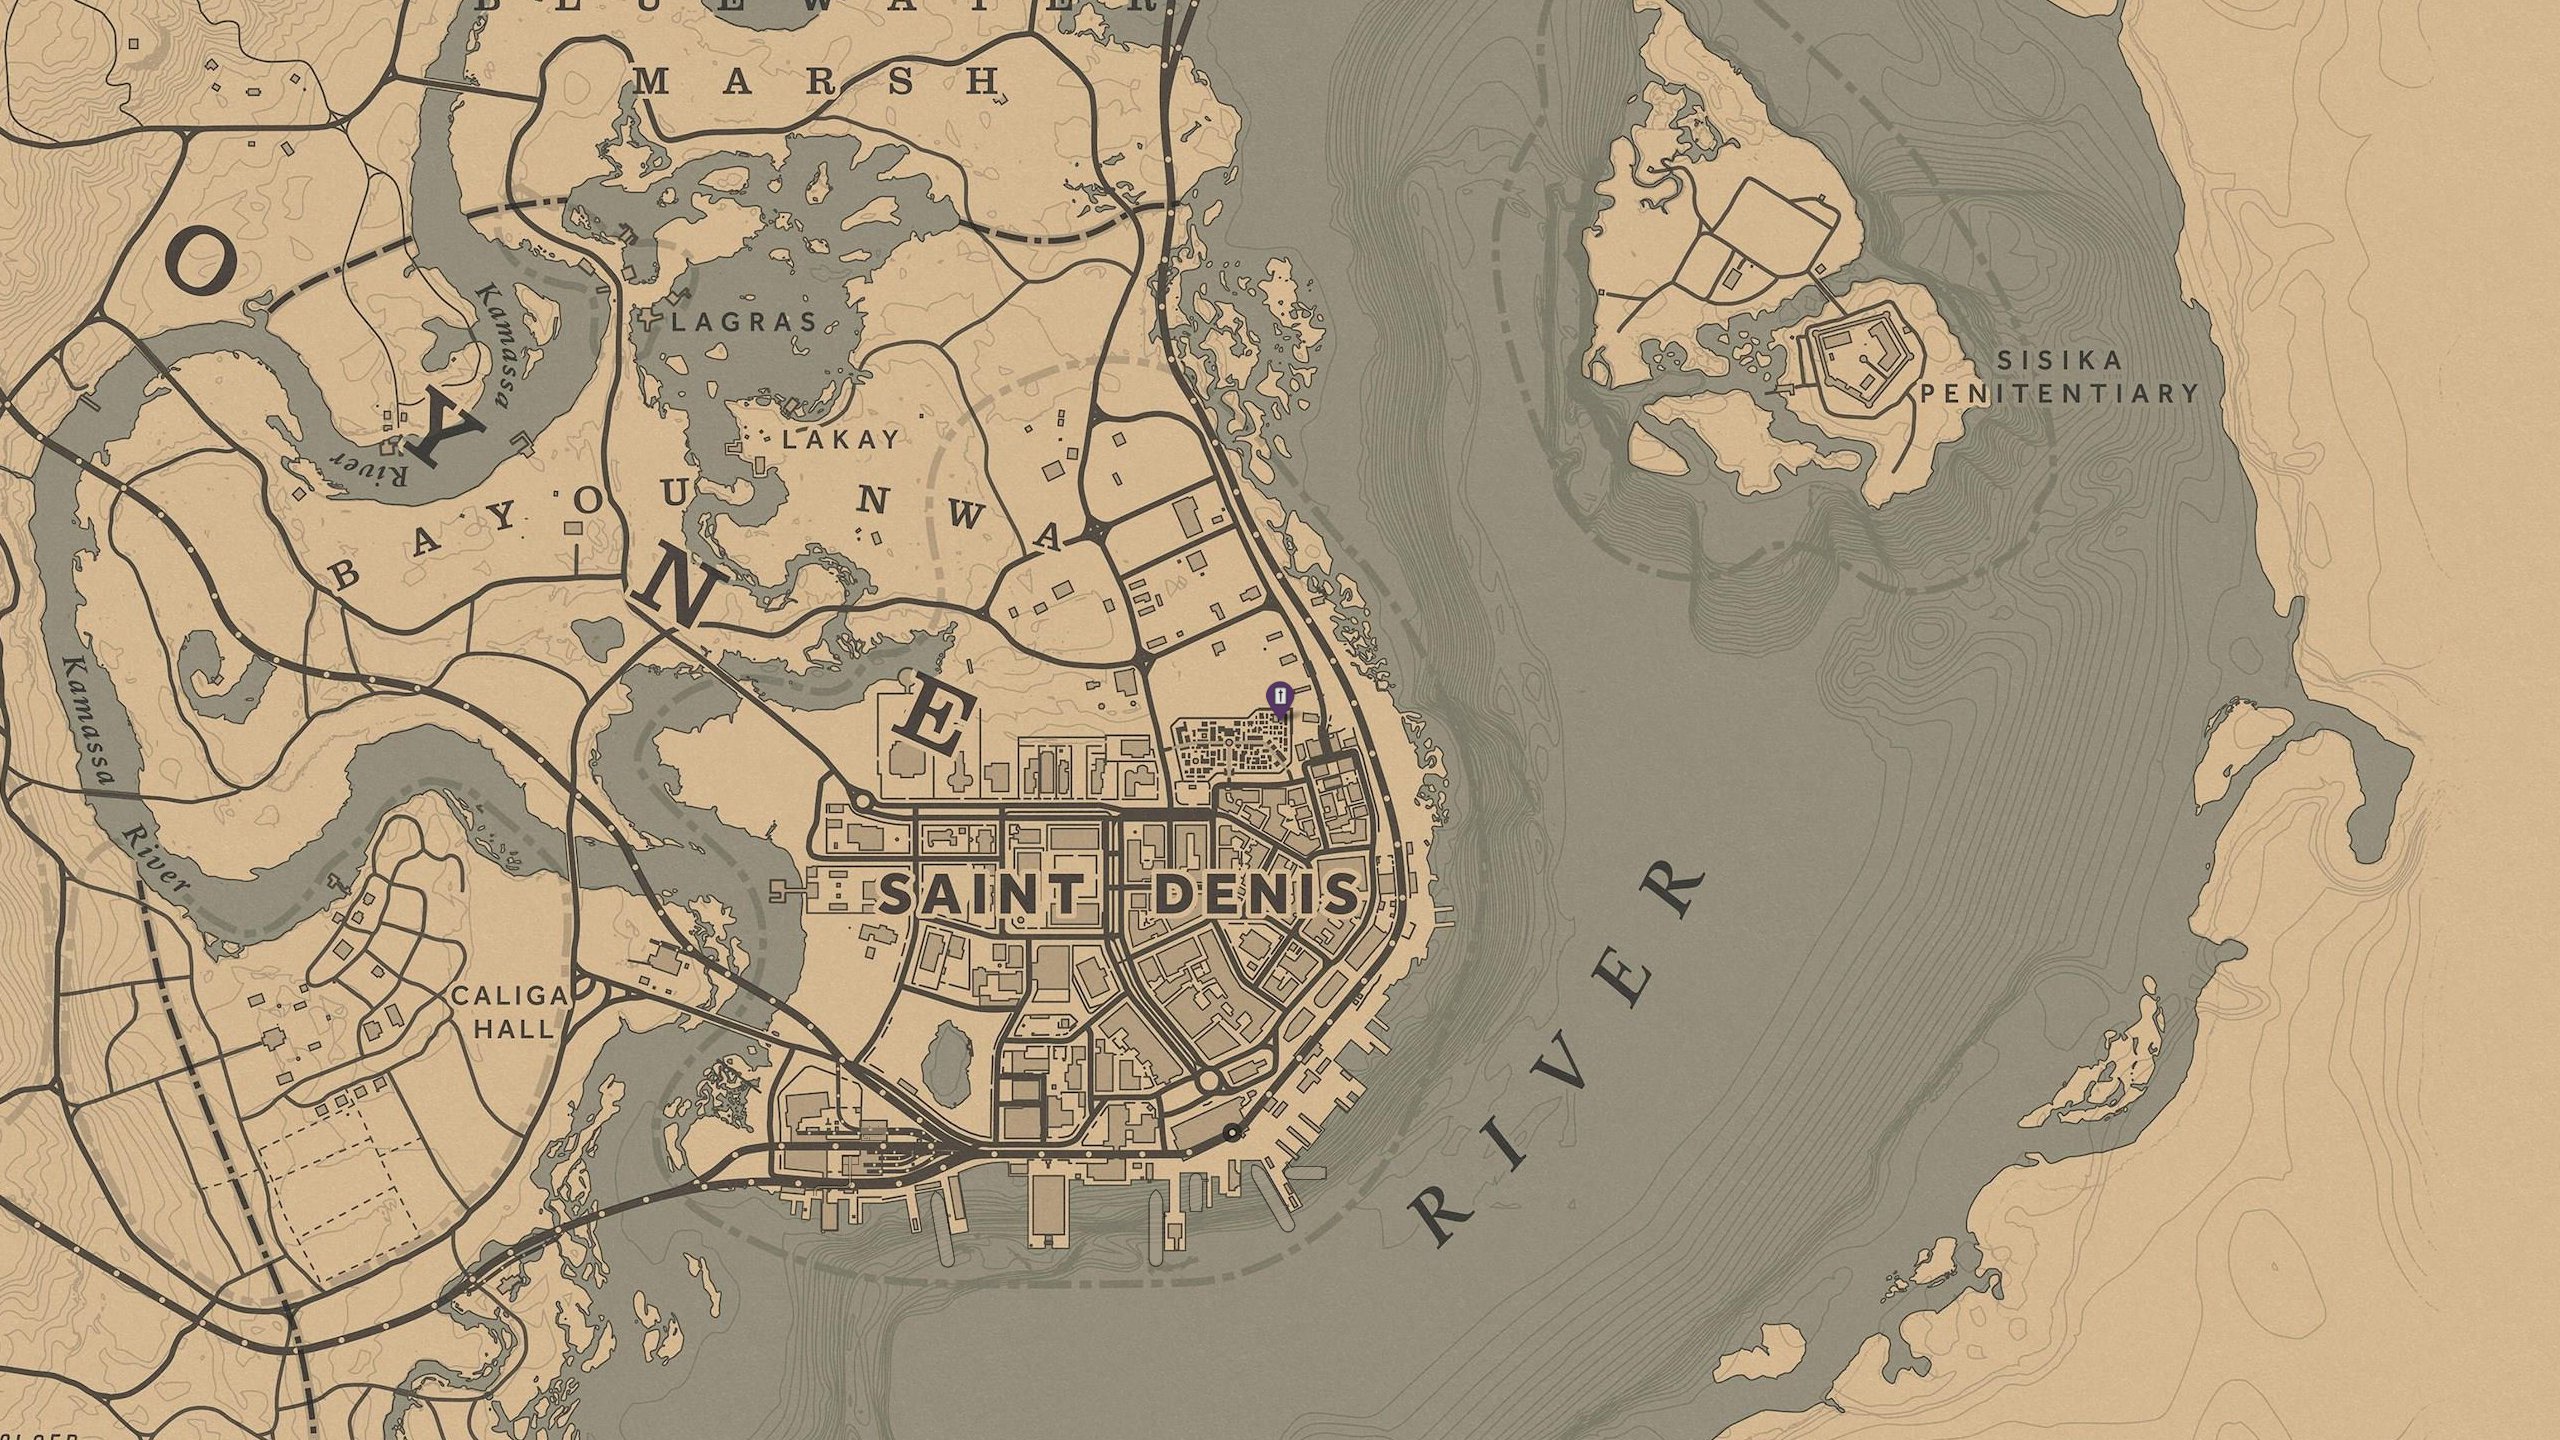 BLUEWATER
MARSH
O
Kamassa
River
LAGRAS
SISIKA
PENITENTIARY
Y
LAKAY
BAYOU NWA
N
Kamassa
River
E
SAINT DENIS
CALIGA
HALL
RIVER